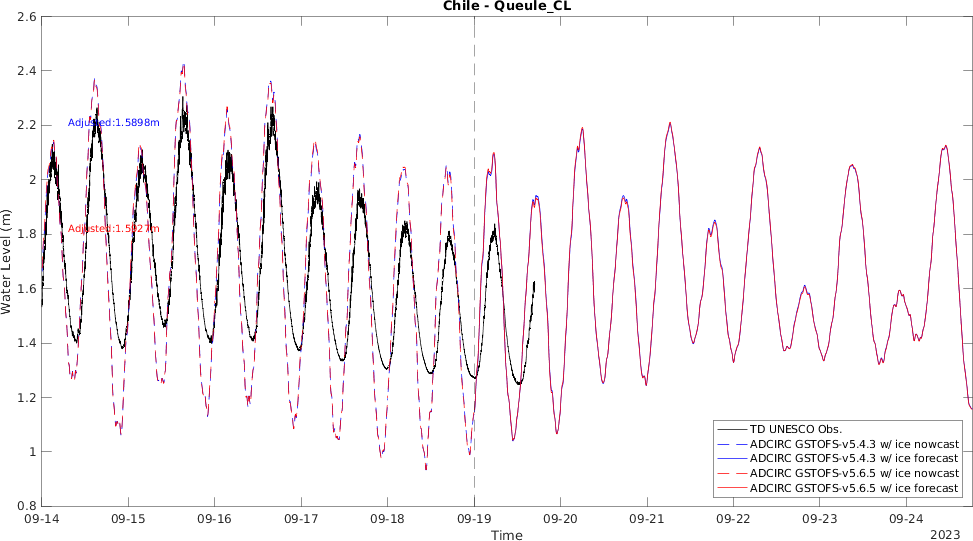 Chile - Queule_CL
2.6
2.4
2.2
2
1.8
1.6
1.4
1.2
1
0.8
Water Level (m)
Adjusted:1.5898m
Adjusted:1.5927m
TD UNESCO Obs.
ADCIRC GSTOFS-v5.4.3 w/ ice nowcast
ADCIRC GSTOFS-v5.4.3 w/ ice forecast
ADCIRC GSTOFS-v5.6.5 w/ ice nowcast
ADCIRC GSTOFS-v5.6.5 w/ ice forecast
09-14 09-15 09-16 09-17 09-18 09-19 09-20 09-21 09-22 09-23 09-24
Time
2023